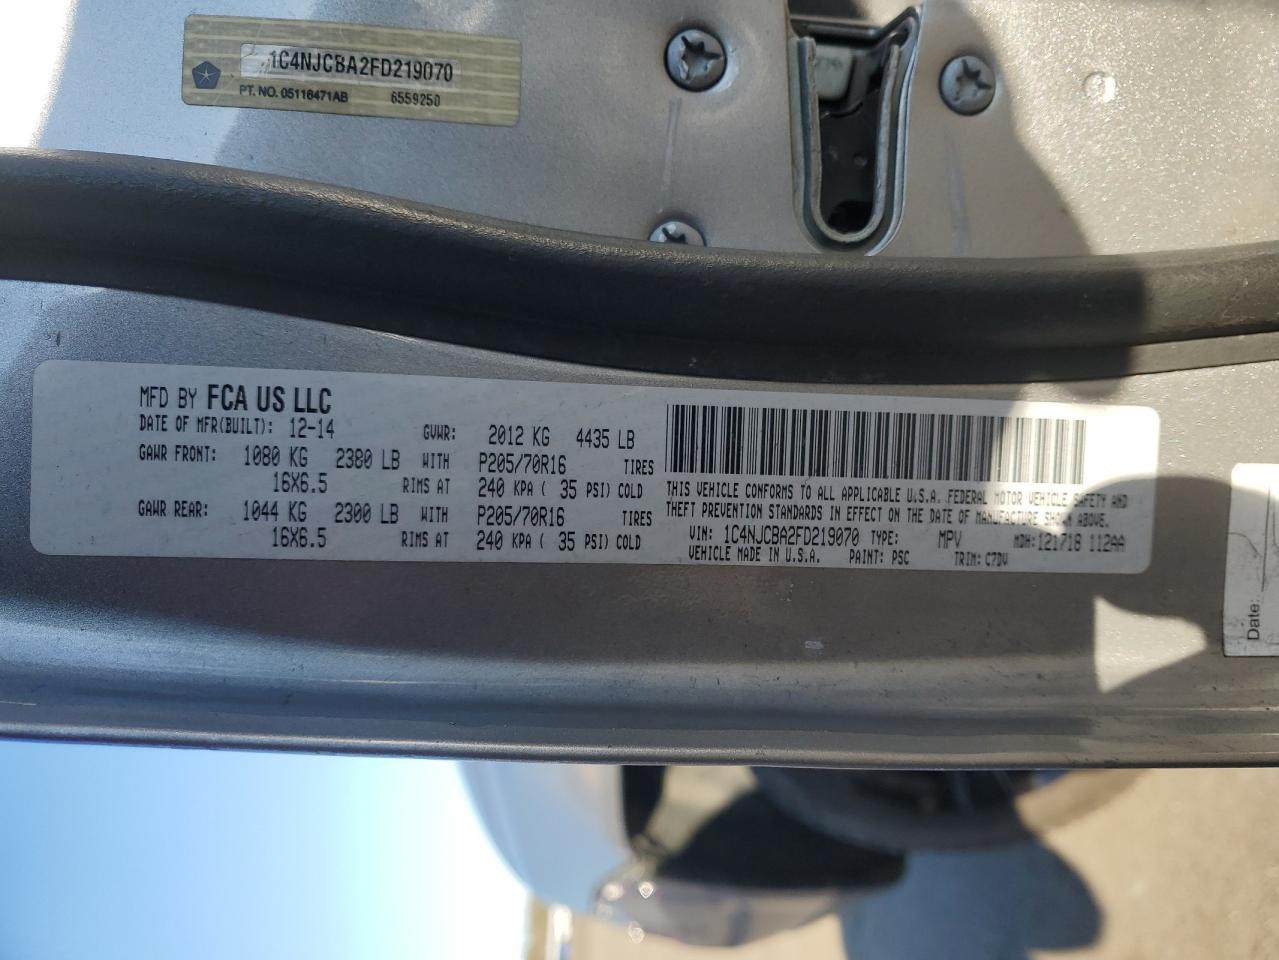 1C4NJCBA2FD219070
PT. NO. 05116471AB 6559250
MFD BY FCA US LLC
DATE OF MFR(BUILT): 12-14 GVWR: 2012 KG 4435 LB
GAWR FRONT: 1080 KG 2380 LB WITH P205/70R16 TIRES
16X6.5 RIMS AT 240 KPA ( 35 PSI) COLD
GAWR REAR: 1044 KG 2300 LB WITH P205/70R16 TIRES
16X6.5 RIMS AT 240 KPA ( 35 PSI) COLD
THIS VEHICLE CONFORMS TO ALL APPLICABLE U.S.A. FEDERAL MOTOR VEHICLE SAFETY AND
THEFT PREVENTION STANDARDS IN EFFECT ON THE DATE OF MANUFACTURE SHOWN ABOVE.
VIN: 1C4NJCBA2FD219070 TYPE: MPV MDH:121718 112AA
VEHICLE MADE IN U.S.A. PAINT: PSC TRIM: C7DV
Date: